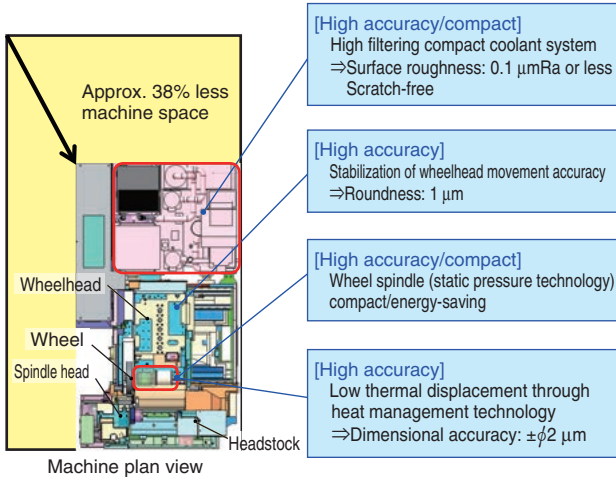 Approx. 38% less
machine space
Wheelhead
Wheel
Spindle head
Headstock
Machine plan view
[High accuracy/compact]
High filtering compact coolant system
⇒Surface roughness: 0.1 μmRa or less
Scratch-free
[High accuracy]
Stabilization of wheelhead movement accuracy
⇒Roundness: 1 μm
[High accuracy/compact]
Wheel spindle (static pressure technology)
compact/energy-saving
[High accuracy]
Low thermal displacement through
heat management technology
⇒Dimensional accuracy: ±ϕ2 μm